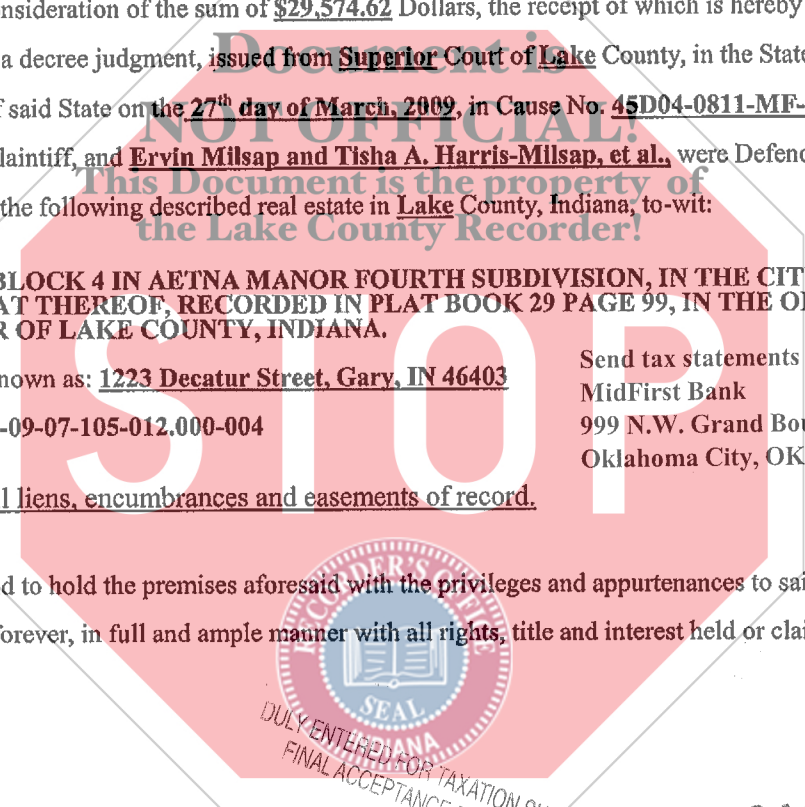 nsideration of the sum of $29,574.62 Dollars, the receipt of which is hereby
a decree judgment, issued from Superior Court of Lake County, in the State
f said State on the 27th day of March, 2009, in Cause No. 45D04-0811-MF-
laintiff, and Ervin Milsap and Tisha A. Harris-Milsap, et al., were Defend
the following described real estate in Lake County, Indiana, to-wit:
Document is
NOT OFFICIAL!
This Document is the property of
the Lake County Recorder!
BLOCK 4 IN AETNA MANOR FOURTH SUBDIVISION, IN THE CIT
AT THEREOF, RECORDED IN PLAT BOOK 29 PAGE 99, IN THE O
R OF LAKE COUNTY, INDIANA.
nown as: 1223 Decatur Street, Gary, IN 46403
-09-07-105-012.000-004
Send tax statements
MidFirst Bank
999 N.W. Grand Bou
Oklahoma City, OK
STOP
l liens, encumbrances and easements of record.
d to hold the premises aforesaid with the privileges and appurtenances to sai
forever, in full and ample manner with all rights, title and interest held or clai
RECORDER'S OFFICE
SEAL
INDIANA
DULY ENTERED FOR TAXATION SU
FINAL ACCEPTANCE